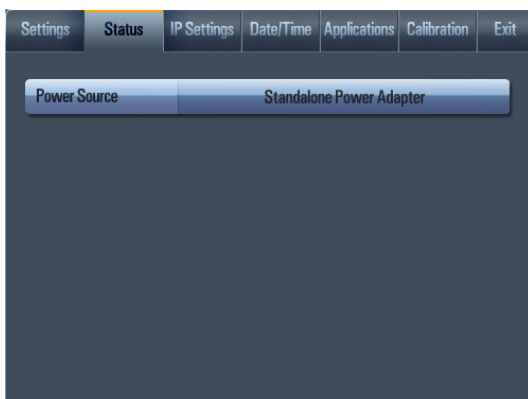 Settings Status IP Settings Date/Time Applications Calibration Exit
Power Source Standalone Power Adapter